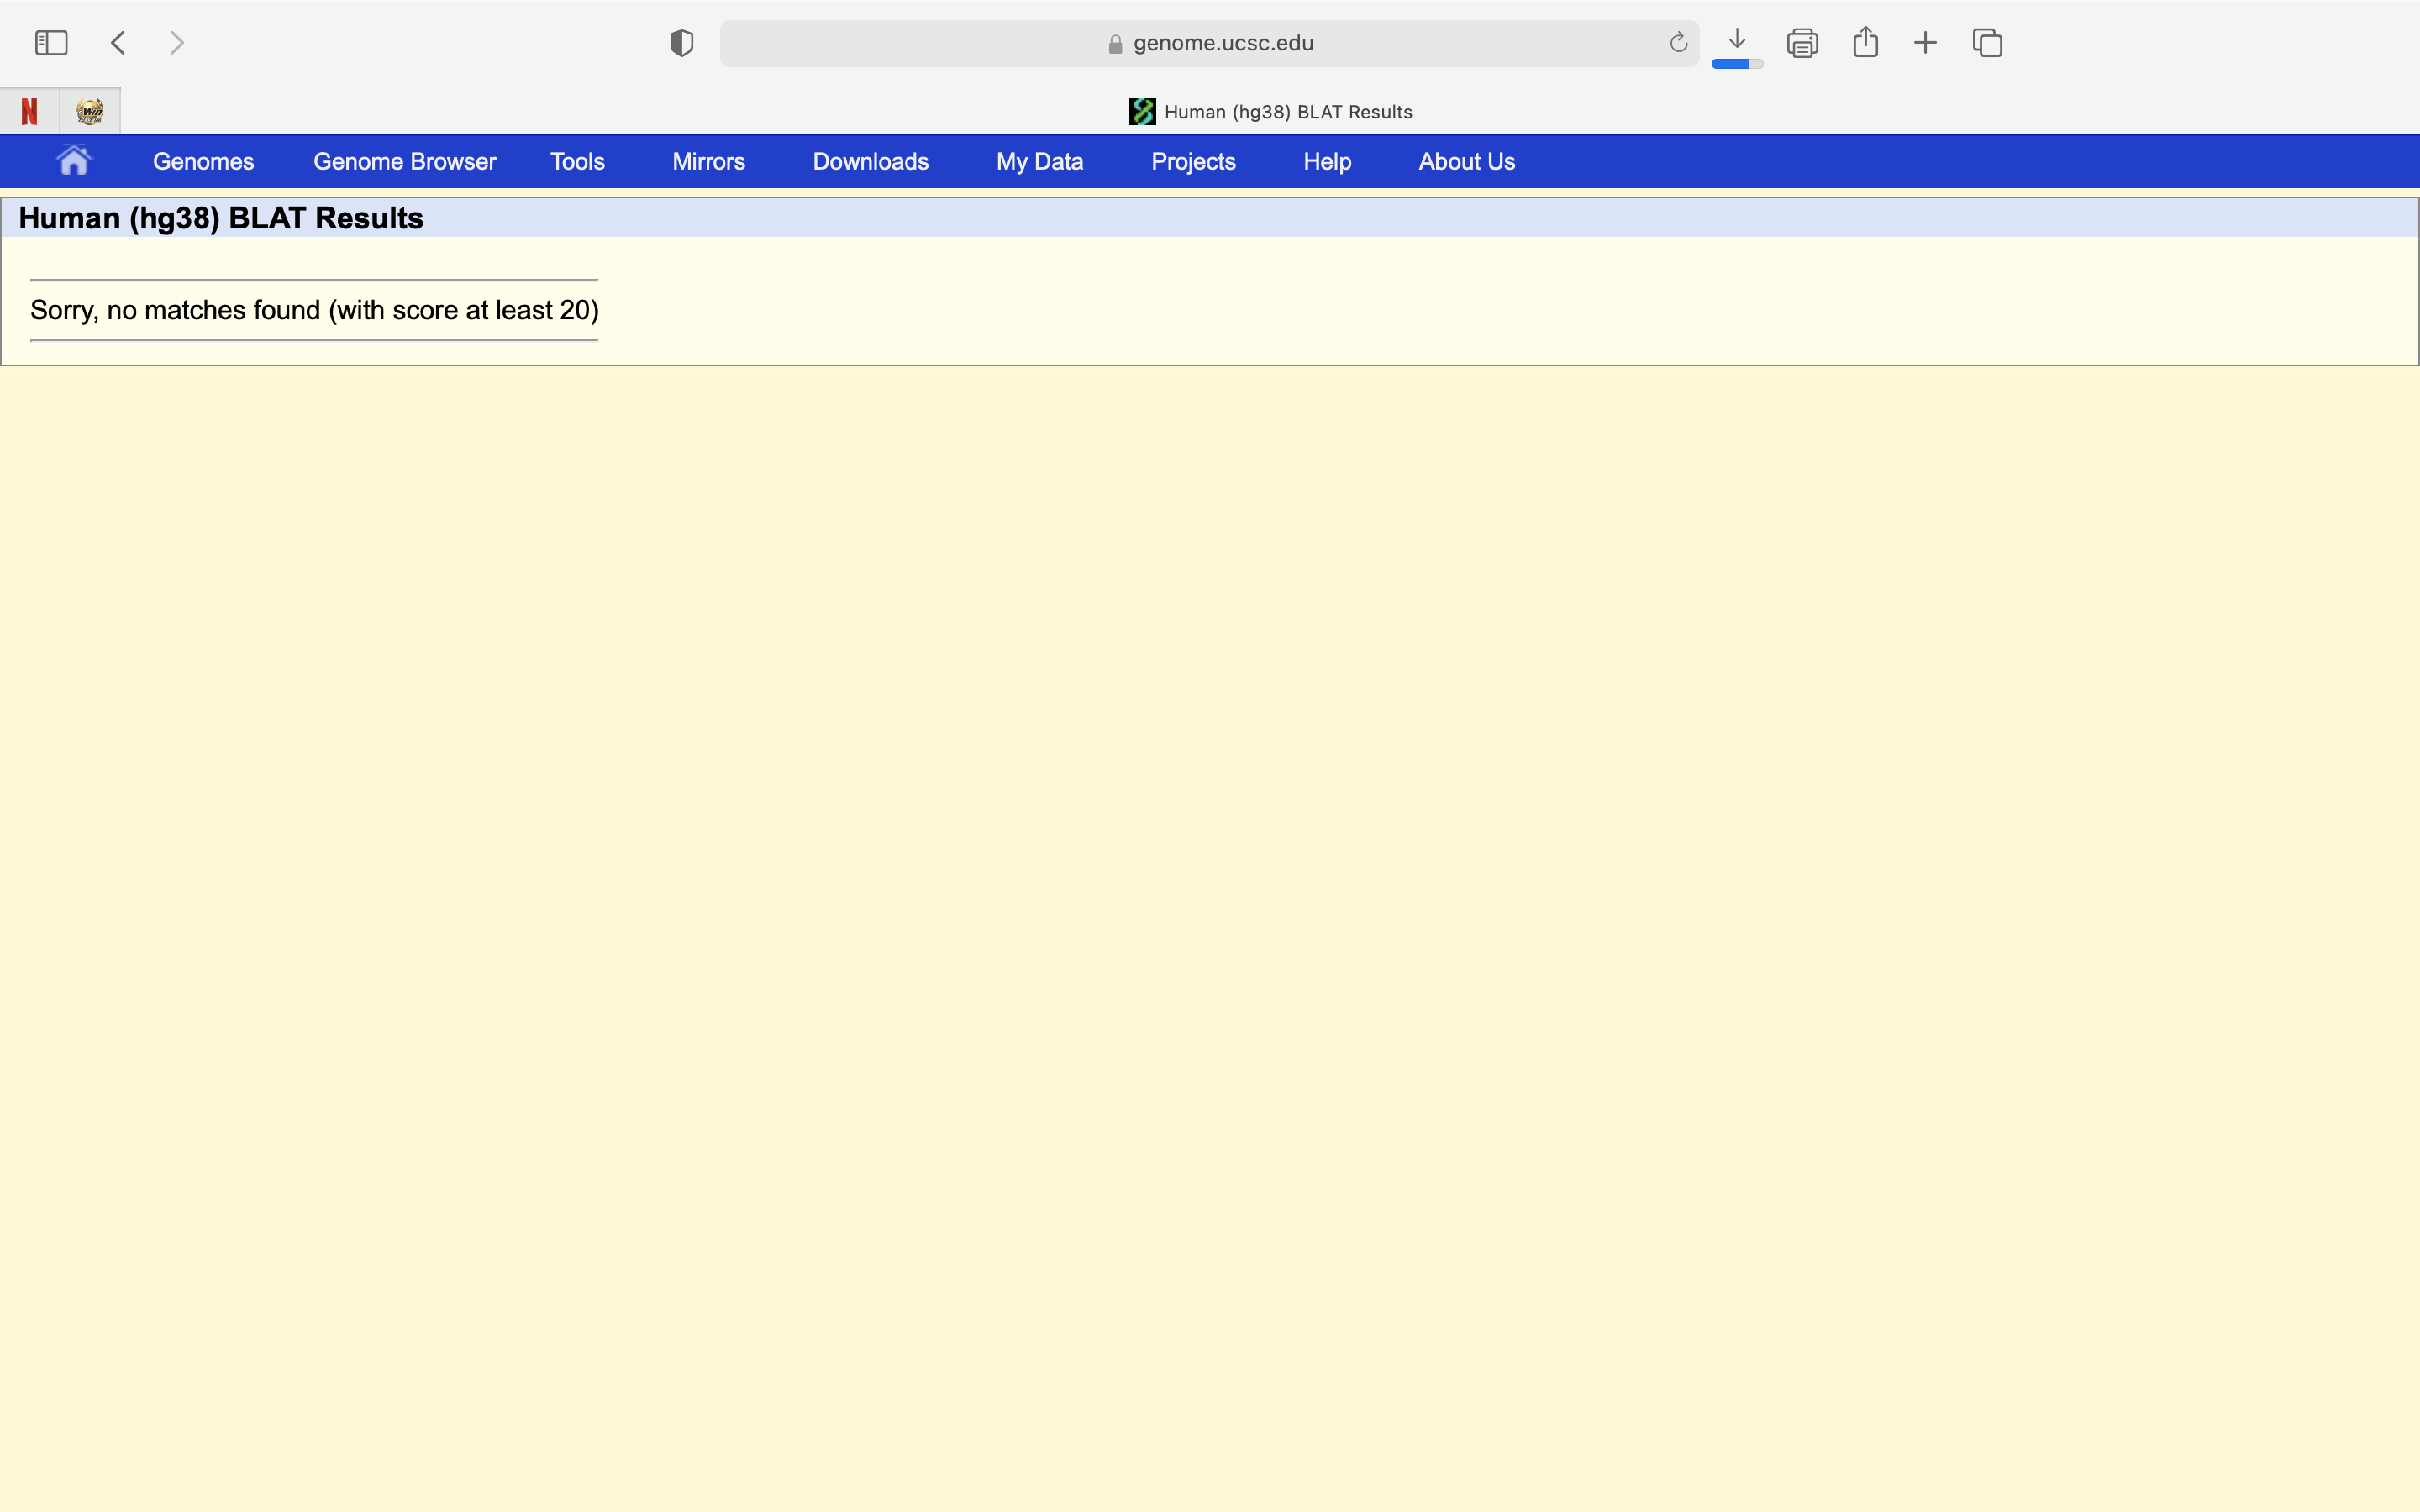 genome.ucsc.edu
N
Win
Human (hg38) BLAT Results
Genomes Genome Browser Tools Mirrors Downloads My Data Projects Help About Us
Human (hg38) BLAT Results
Sorry, no matches found (with score at least 20)